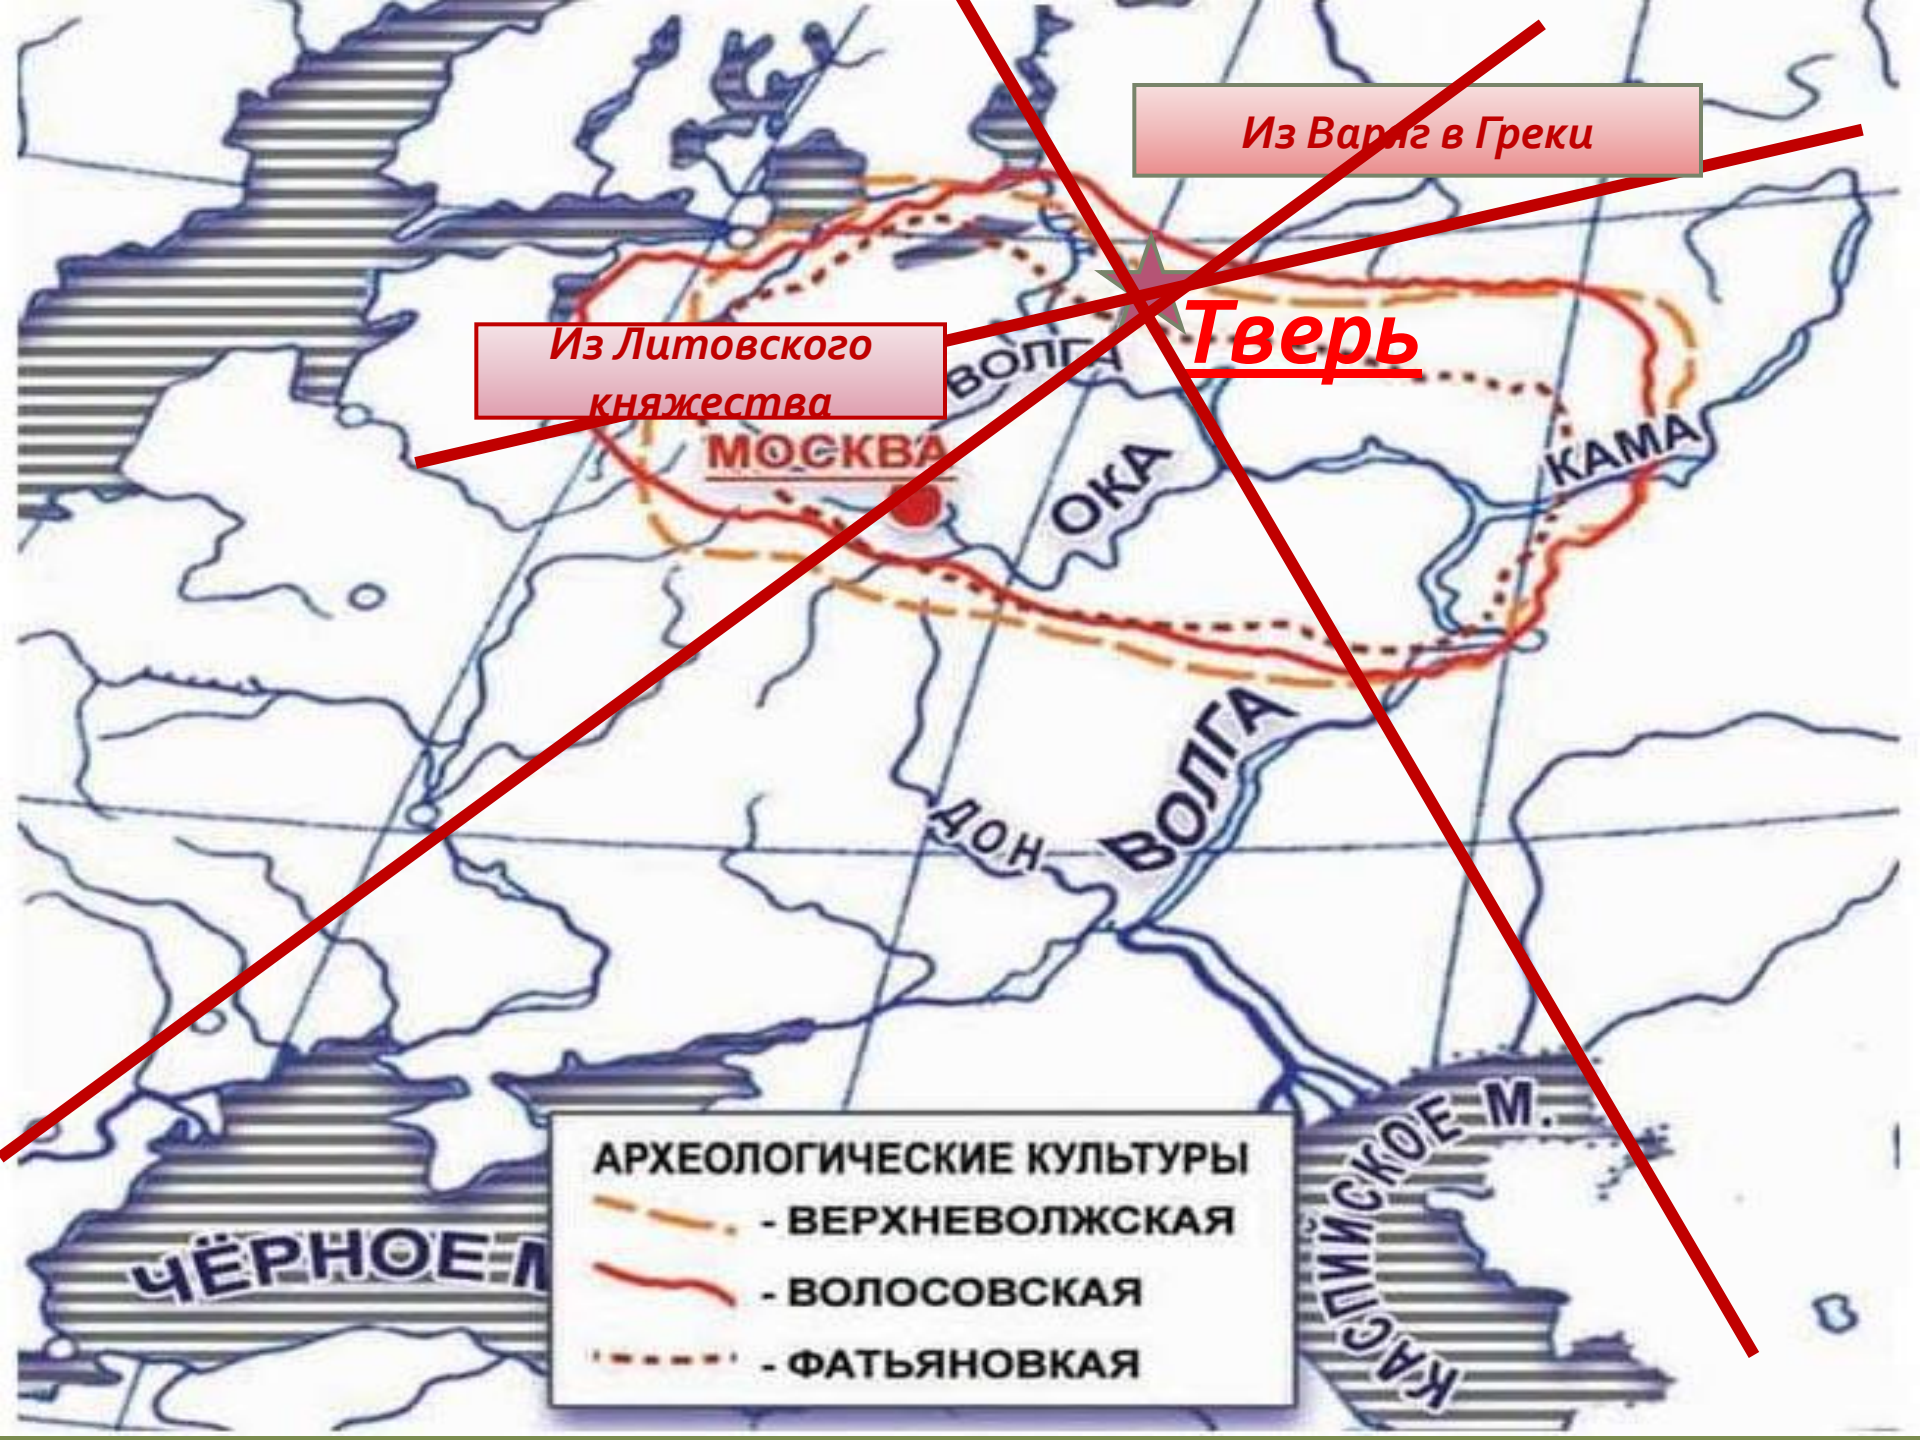 Из Варяг в Греки
Тверь
Из Литовского
княжества
ВОЛГА
МОСКВА
ОКА
КАМА
ВОЛГА
ДОН
АРХЕОЛОГИЧЕСКИЕ КУЛЬТУРЫ
- ВЕРХНЕВОЛЖСКАЯ
- ВОЛОСОВСКАЯ
- ФАТЬЯНОВКАЯ
ЧЁРНОЕ М
КАСПИЙСКОЕ М.